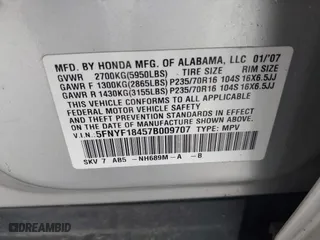 MFD. BY HONDA MFG. OF ALABAMA, LLC 01/'07
GVWR 2700KG(5950LBS) TIRE SIZE RIM SIZE
GAWR F 1300KG(2865LBS) P235/70R16 104S 16X6.5JJ
GAWR R 1430KG(3155LBS) P235/70R16 104S 16X6.5JJ
THIS VEHICLE CONFORMS TO ALL APPLICABLE
FEDERAL MOTOR VEHICLE SAFETY AND
THEFT PREVENTION STANDARDS IN EFFECT ON
THE DATE OF MANUFACTURE SHOWN ABOVE.
V.I.N.: 5FNYF18457B009707 TYPE: MPV
SKV 7 AB5 -NH689M-A -B
DREAMBID